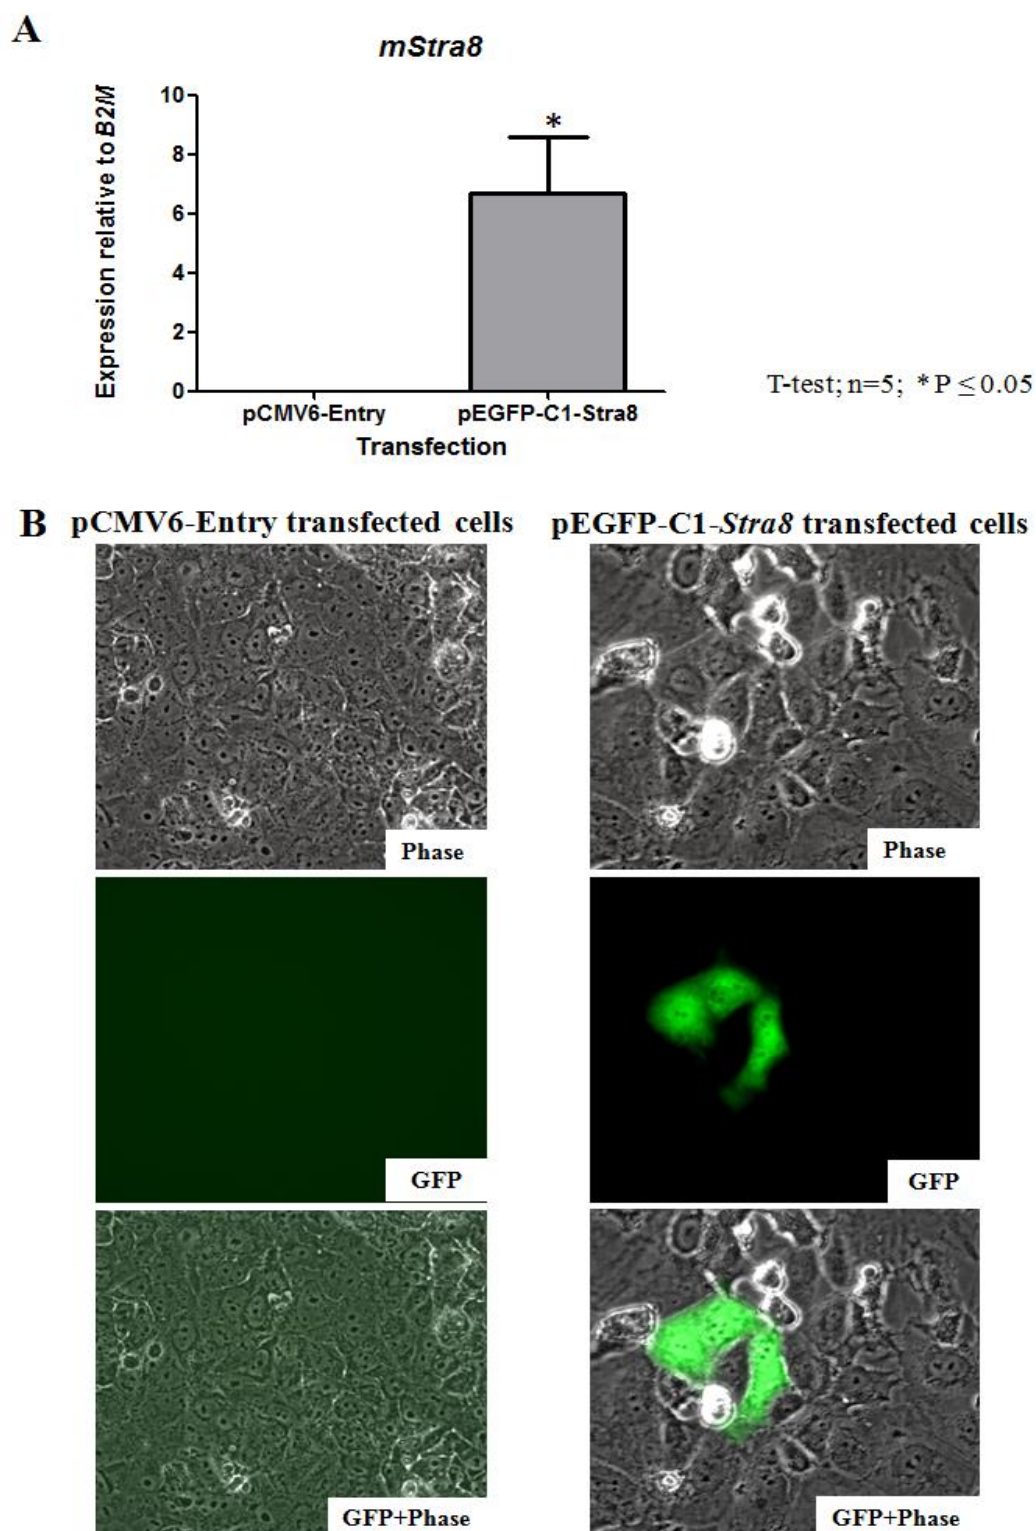 A
mStra8
Expression relative to B2M
10
8
6
4
2
0
*
pCMV6-Entry pEGFP-C1-Stra8
Transfection
T-test; n=5; *P ≤ 0.05
B pCMV6-Entry transfected cells pEGFP-C1-Stra8 transfected cells
Phase Phase
GFP GFP
GFP+Phase GFP+Phase